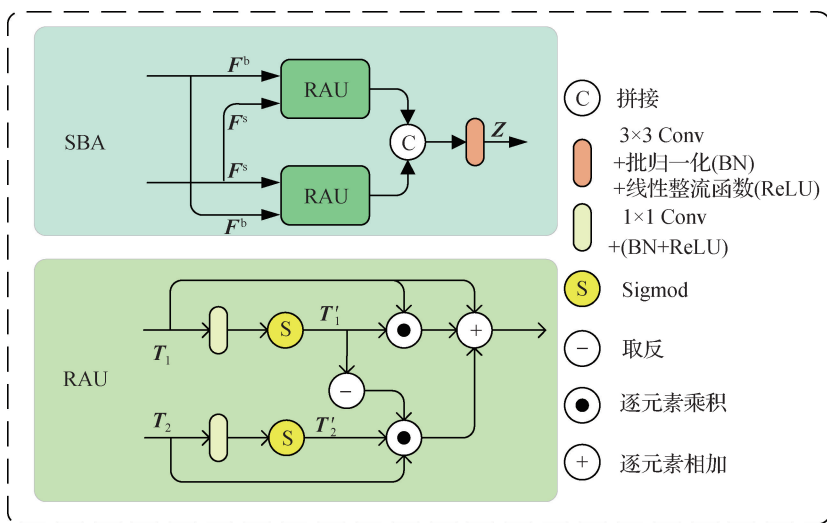 SBA
F^b
RAU
F^s
C
Z
F^s
RAU
F^b
RAU
T_1
S
T'_1
+
−
T_2
S
T'_2
C 拼接
3×3 Conv
+批归一化(BN)
+线性整流函数(ReLU)
1×1 Conv
+(BN+ReLU)
S Sigmod
− 取反
逐元素乘积
+ 逐元素相加